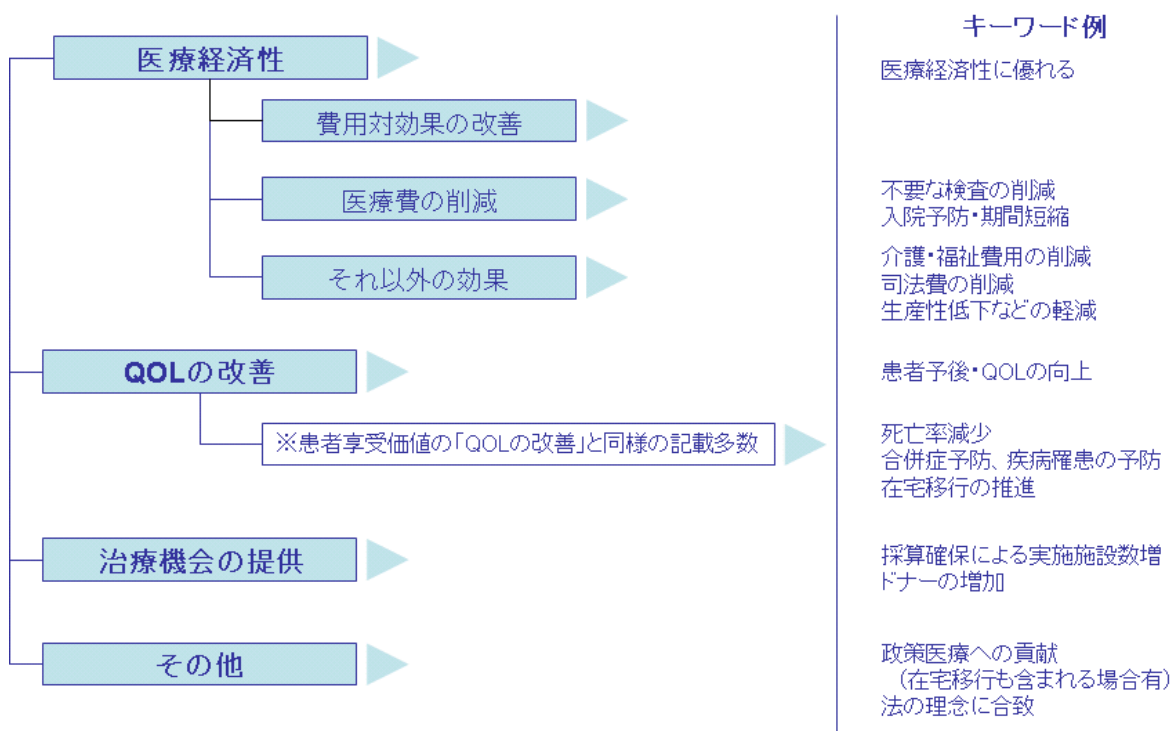 キーワード例
医療経済性
医療経済性に優れる
費用対効果の改善
医療費の削減
不要な検査の削減
入院予防・期間短縮
それ以外の効果
介護・福祉費用の削減
司法費の削減
生産性低下などの軽減
QOLの改善
患者予後・QOLの向上
※患者享受価値の「QOLの改善」と同様の記載多数
死亡率減少
合併症予防、疾病罹患の予防
在宅移行の推進
治療機会の提供
採算確保による実施施設数増
ドナーの増加
その他
政策医療への貢献
（在宅移行も含まれる場合有）
法の理念に合致